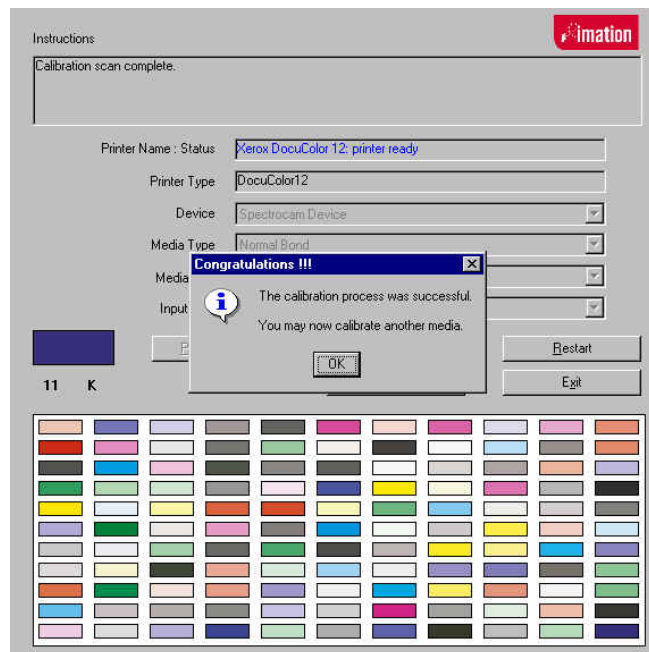 Instructions
imation
Calibration scan complete.
Printer Name : Status
Xerox DocuColor 12: printer ready
Printer Type
DocuColor12
Device
Spectrocam Device
Media Type
Normal Bond
Congratulations !!!
Media
The calibration process was successful.
Input
You may now calibrate another media.
OK
P
Restart
11 K
Exit